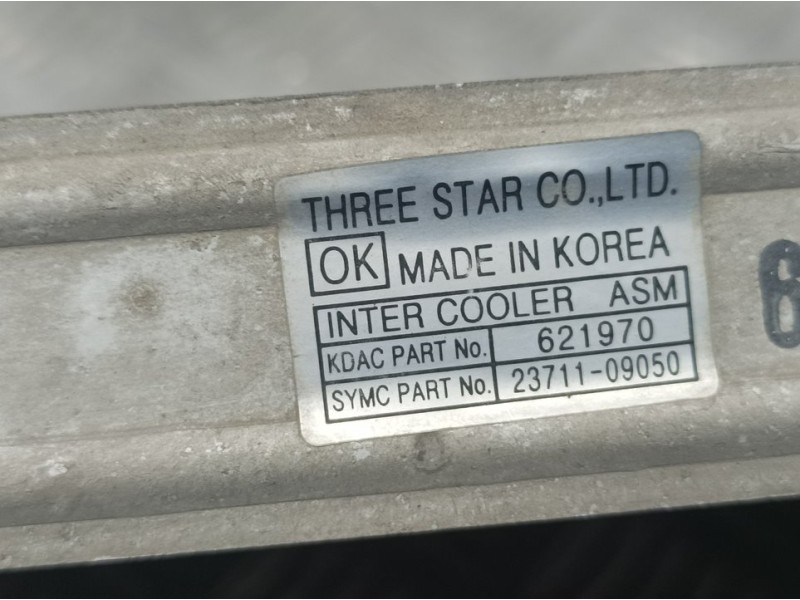 THREE STAR CO.,LTD.
OK MADE IN KOREA
INTER COOLER ASM
KDAC PART No. 621970
SYMC PART No. 23711-09050